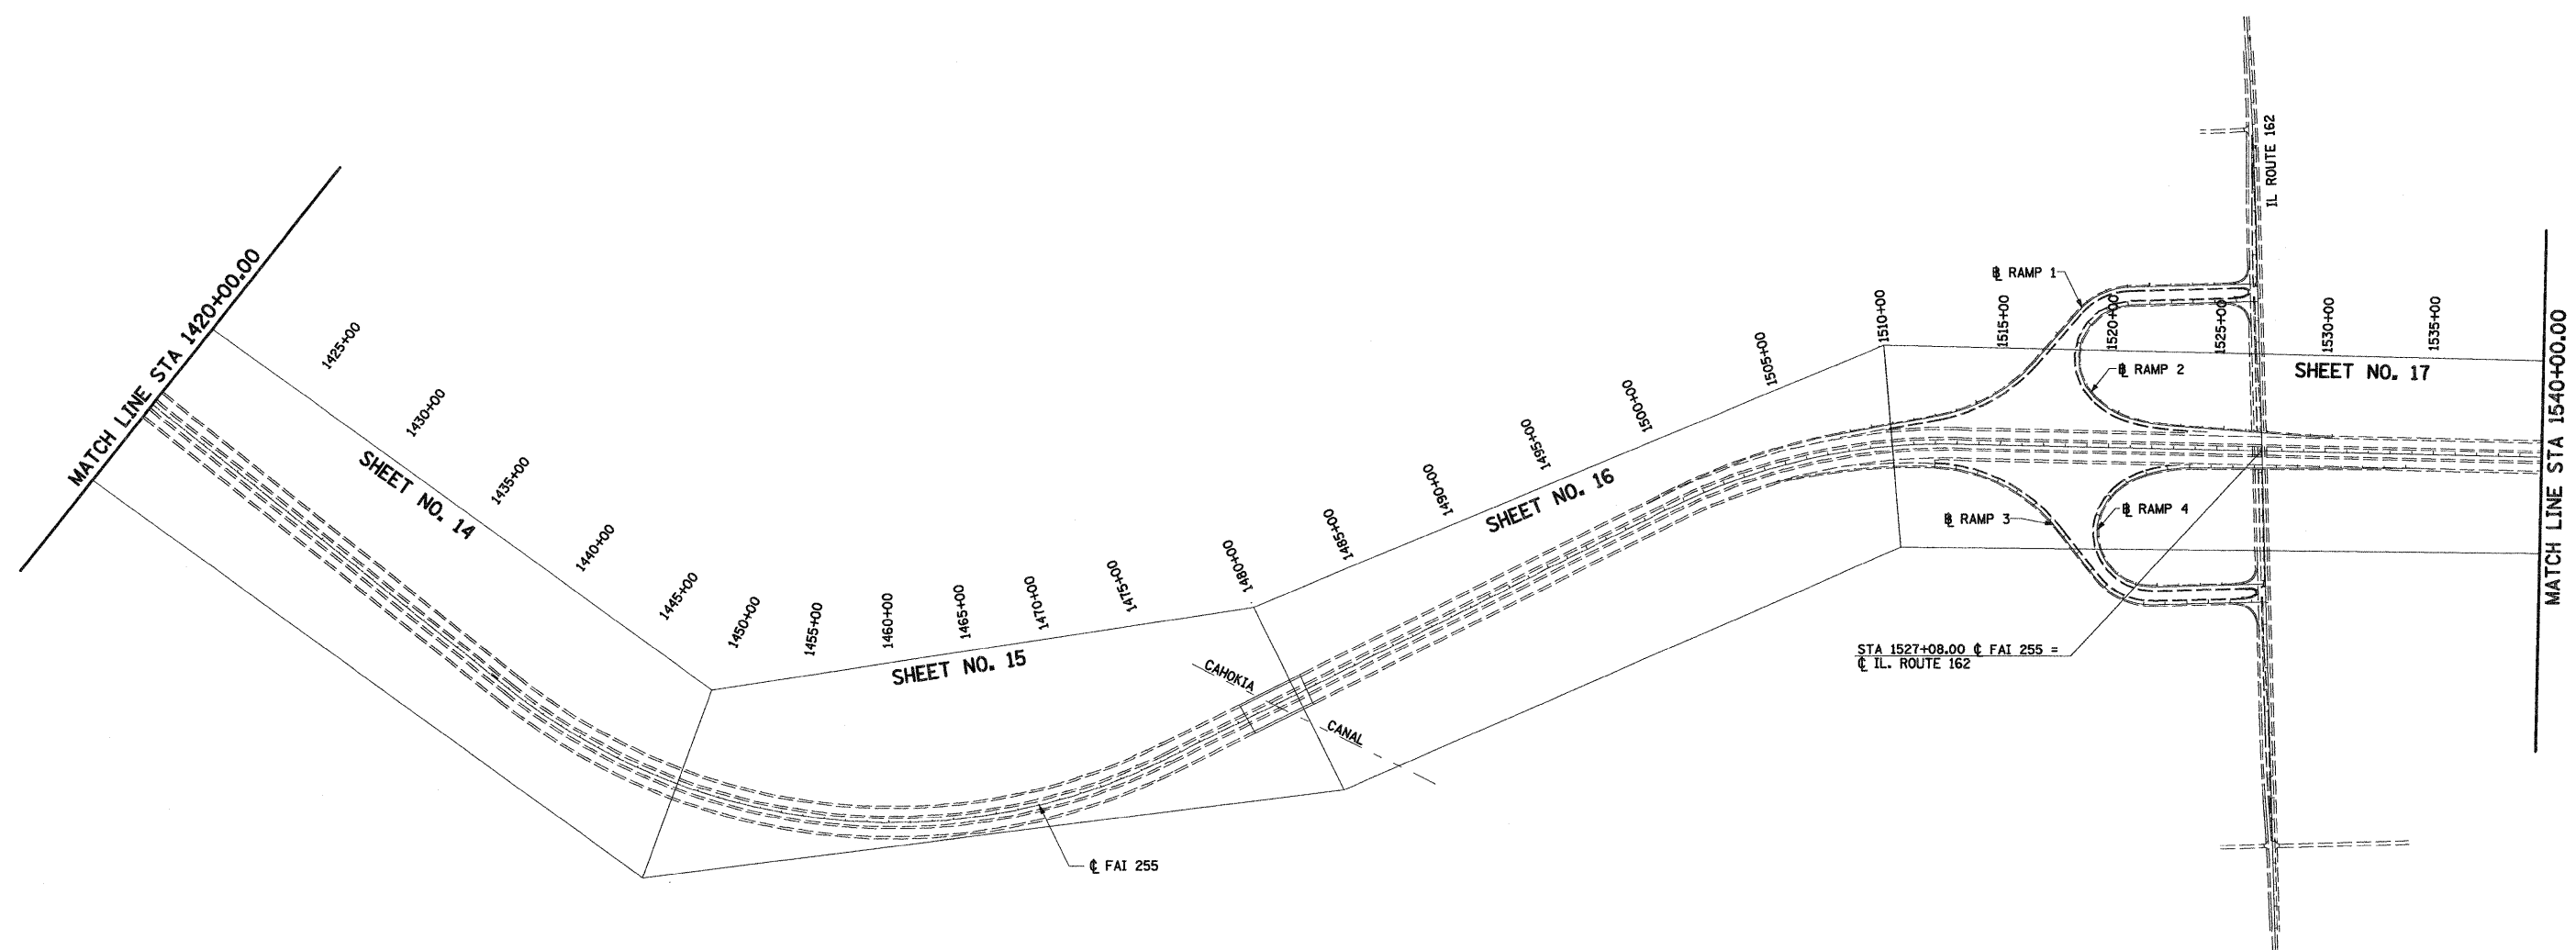 MATCH LINE STA 1420+00.00
1425+00
1430+00
1435+00
1440+00
1445+00
1450+00
1455+00
1460+00
1465+00
1470+00
1475+00
1480+00
1485+00
1490+00
1495+00
1500+00
1505+00
1510+00
1515+00
1520+00
1525+00
1530+00
1535+00
SHEET NO. 14
SHEET NO. 15
SHEET NO. 16
SHEET NO. 17
CAHOKIA
CANAL
℄ FAI 255
℄ RAMP 1
℄ RAMP 2
℄ RAMP 3
℄ RAMP 4
IL ROUTE 162
STA 1527+08.00 ℄ FAI 255 =
℄ IL. ROUTE 162
MATCH LINE STA 1540+00.00